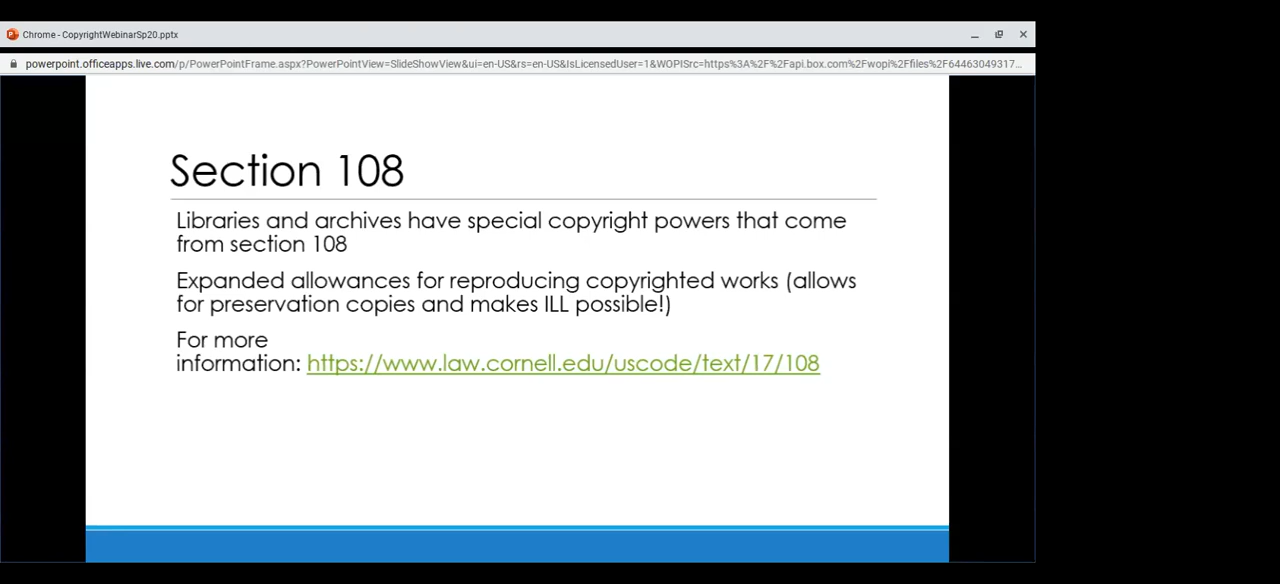 Chrome - CopyrightWebinarSp20.pptx
powerpoint.officeapps.live.com/p/PowerPointFrame.aspx?PowerPointView=SlideShowView&ui=en-US&rs=en-US&IsLicensedUser=1&WOPISrc=https%3A%2F%2Fapi.box.com%2Fwopi%2Ffiles%2F64463049317...
Section 108
Libraries and archives have special copyright powers that come
from section 108
Expanded allowances for reproducing copyrighted works (allows
for preservation copies and makes ILL possible!)
For more
information: https://www.law.cornell.edu/uscode/text/17/108